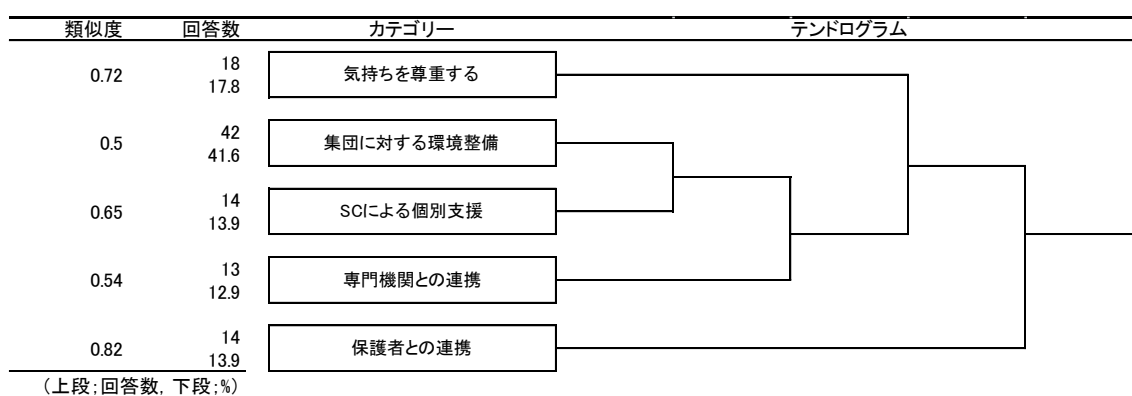 類似度 回答数 カテゴリー テンドログラム
0.72 18 気持ちを尊重する
17.8
0.5 42 集団に対する環境整備
41.6
0.65 14 SCによる個別支援
13.9
0.54 13 専門機関との連携
12.9
0.82 14 保護者との連携
13.9
(上段;回答数, 下段;%)